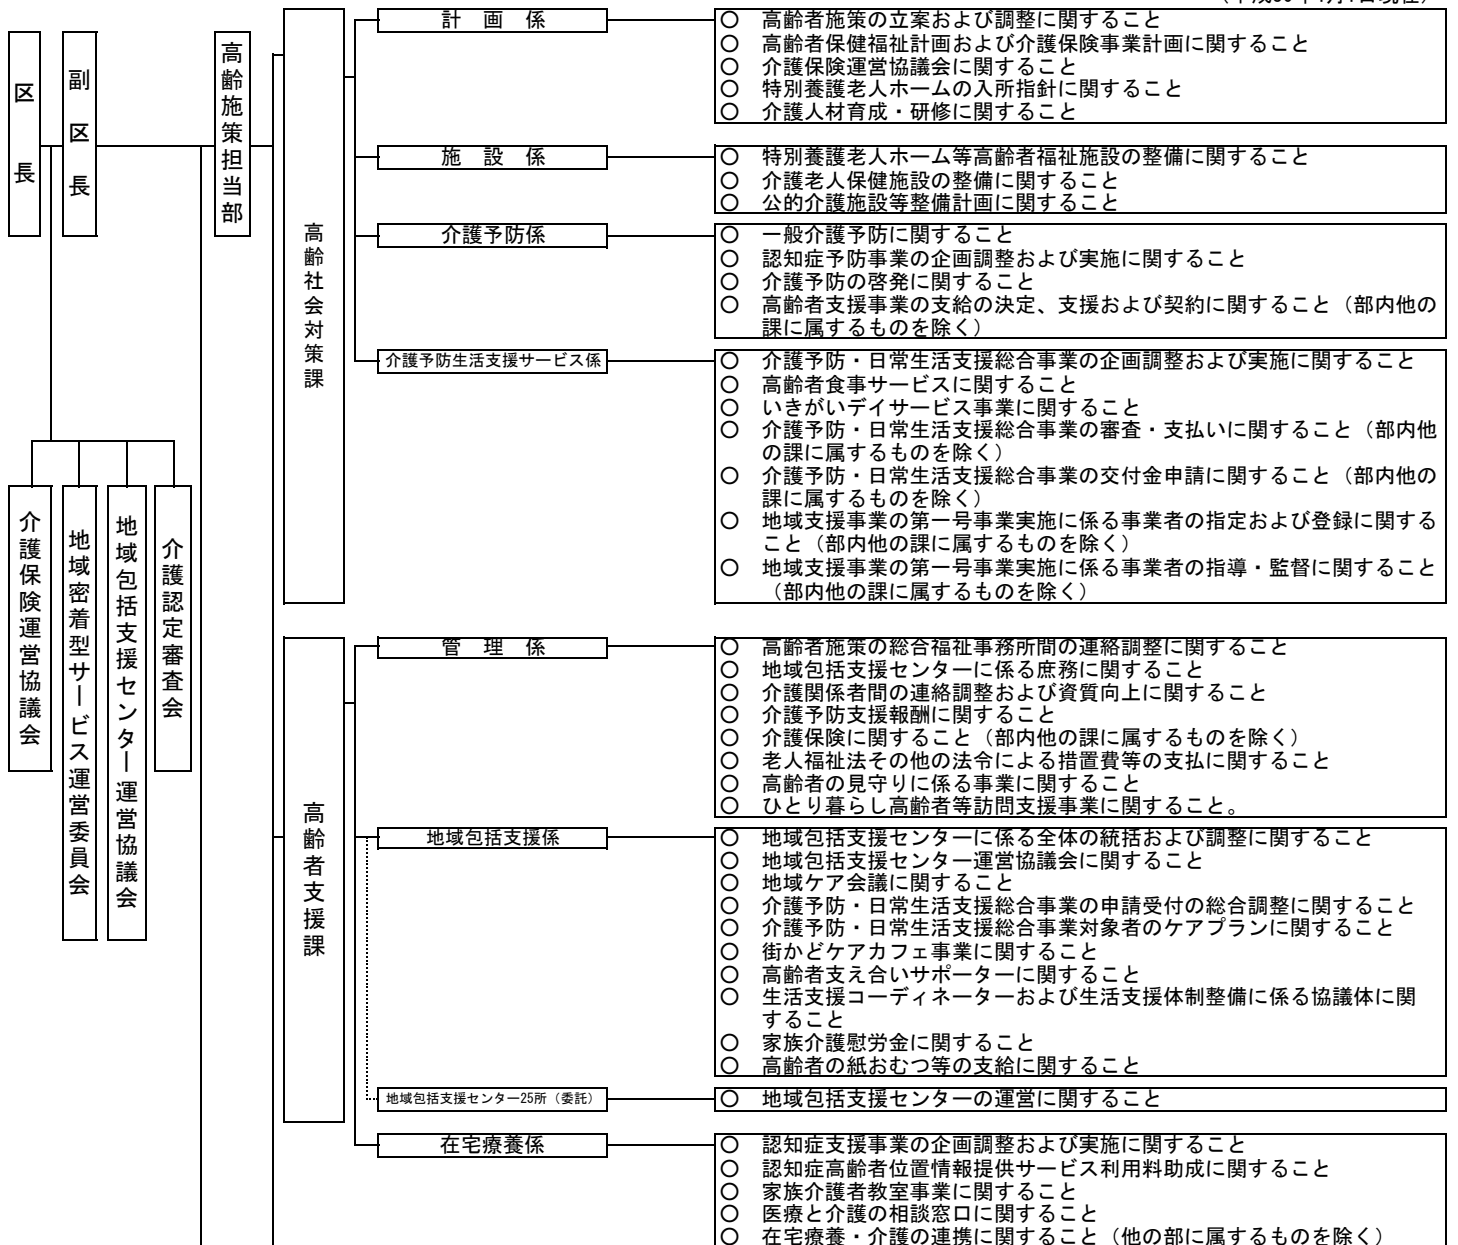 区長
副区長
高齢施策担当部
介護保険運営協議会
地域密着型サービス運営委員会
地域包括支援センター運営協議会
介護認定審査会
高齢社会対策課
計画係
○ 高齢者施策の立案および調整に関すること
○ 高齢者保健福祉計画および介護保険事業計画に関すること
○ 介護保険運営協議会に関すること
○ 特別養護老人ホームの入所指針に関すること
○ 介護人材育成・研修に関すること
施設係
○ 特別養護老人ホーム等高齢者福祉施設の整備に関すること
○ 介護老人保健施設の整備に関すること
○ 公的介護施設等整備計画に関すること
介護予防係
○ 一般介護予防に関すること
○ 認知症予防事業の企画調整および実施に関すること
○ 介護予防の啓発に関すること
○ 高齢者支援事業の支給の決定、支援および契約に関すること（部内他の
課に属するものを除く）
介護予防生活支援サービス係
○ 介護予防・日常生活支援総合事業の企画調整および実施に関すること
○ 高齢者食事サービスに関すること
○ いきがいデイサービス事業に関すること
○ 介護予防・日常生活支援総合事業の審査・支払いに関すること（部内他
の課に属するものを除く）
○ 介護予防・日常生活支援総合事業の交付金申請に関すること（部内他の
課に属するものを除く）
○ 地域支援事業の第一号事業実施に係る事業者の指定および登録に関する
こと（部内他の課に属するものを除く）
○ 地域支援事業の第一号事業実施に係る事業者の指導・監督に関すること
（部内他の課に属するものを除く）
高齢者支援課
管理係
○ 高齢者施策の総合福祉事務所間の連絡調整に関すること
○ 地域包括支援センターに係る庶務に関すること
○ 介護関係者間の連絡調整および資質向上に関すること
○ 介護予防支援報酬に関すること
○ 介護保険に関すること（部内他の課に属するものを除く）
○ 老人福祉法その他の法令による措置費等の支払に関すること
○ 高齢者の見守りに係る事業に関すること
○ ひとり暮らし高齢者等訪問支援事業に関すること。
地域包括支援係
○ 地域包括支援センターに係る全体の統括および調整に関すること
○ 地域包括支援センター運営協議会に関すること
○ 地域ケア会議に関すること
○ 介護予防・日常生活支援総合事業の申請受付の総合調整に関すること
○ 介護予防・日常生活支援総合事業対象者のケアプランに関すること
○ 街かどケアカフェ事業に関すること
○ 高齢者支え合いサポーターに関すること
○ 生活支援コーディネーターおよび生活支援体制整備に係る協議体に関
すること
○ 家族介護慰労金に関すること
○ 高齢者の紙おむつ等の支給に関すること
地域包括支援センター25所（委託）
○ 地域包括支援センターの運営に関すること
在宅療養係
○ 認知症支援事業の企画調整および実施に関すること
○ 認知症高齢者位置情報提供サービス利用料助成に関すること
○ 家族介護者教室事業に関すること
○ 医療と介護の相談窓口に関すること
○ 在宅療養・介護の連携に関すること（他の部に属するものを除く）